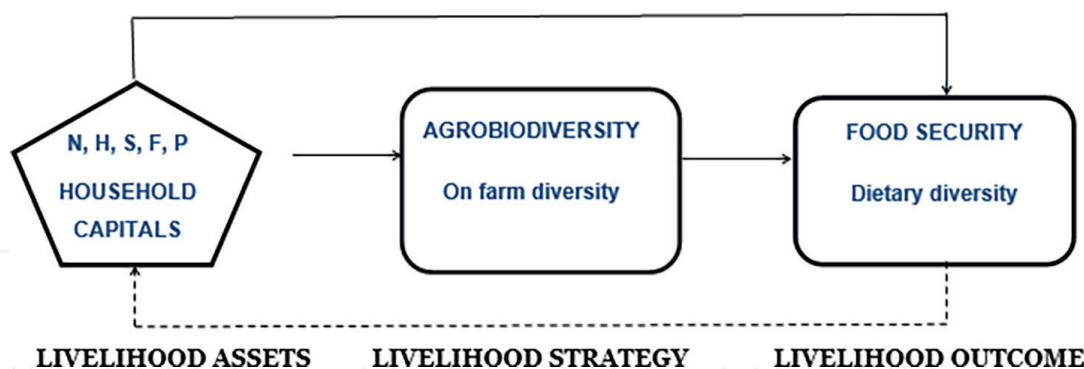 N, H, S, F, P
HOUSEHOLD
CAPITALS
AGROBIODIVERSITY
On farm diversity
FOOD SECURITY
Dietary diversity
LIVELIHOOD ASSETS
LIVELIHOOD STRATEGY
LIVELIHOOD OUTCOME